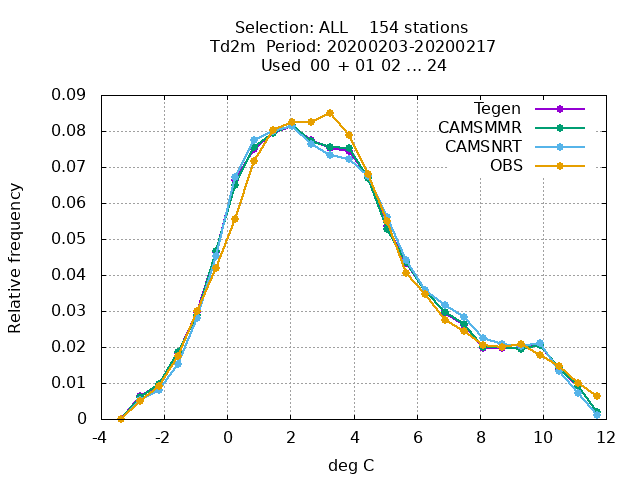 Selection: ALL    154 stations
Td2m  Period: 20200203-20200217
Used  00 + 01 02 ... 24
Relative frequency
0.09
0.08
0.07
0.06
0.05
0.04
0.03
0.02
0.01
0
Tegen
CAMSMMR
CAMSNRT
OBS
-4 -2 0 2 4 6 8 10 12
deg C